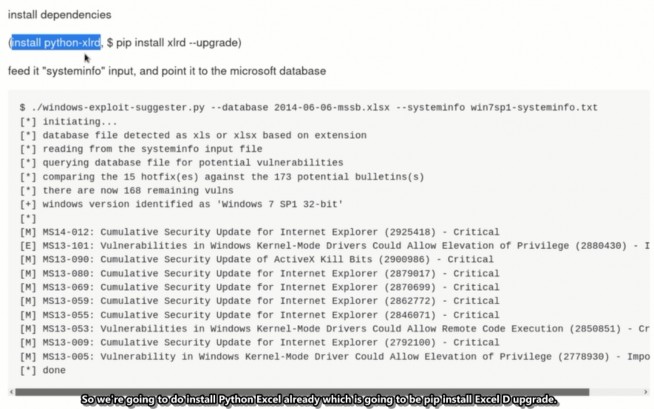 install dependencies
(install python-xlrd, $ pip install xlrd --upgrade)
feed it "systeminfo" input, and point it to the microsoft database
$ ./windows-exploit-suggester.py --database 2014-06-06-mssb.xlsx --systeminfo win7sp1-systeminfo.txt
[*] initiating...
[*] database file detected as xls or xlsx based on extension
[*] reading from the systeminfo input file
[*] querying database file for potential vulnerabilities
[*] comparing the 15 hotfix(es) against the 173 potential bulletins(s)
[*] there are now 168 remaining vulns
[+] windows version identified as 'Windows 7 SP1 32-bit'
[*]
[M] MS14-012: Cumulative Security Update for Internet Explorer (2925418) - Critical
[E] MS13-101: Vulnerabilities in Windows Kernel-Mode Drivers Could Allow Elevation of Privilege (2880430) - I
[M] MS13-090: Cumulative Security Update of ActiveX Kill Bits (2900986) - Critical
[M] MS13-080: Cumulative Security Update for Internet Explorer (2879017) - Critical
[M] MS13-069: Cumulative Security Update for Internet Explorer (2870699) - Critical
[M] MS13-059: Cumulative Security Update for Internet Explorer (2862772) - Critical
[M] MS13-055: Cumulative Security Update for Internet Explorer (2846071) - Critical
[M] MS13-053: Vulnerabilities in Windows Kernel-Mode Drivers Could Allow Remote Code Execution (2850851) - Cr
[M] MS13-009: Cumulative Security Update for Internet Explorer (2792100) - Critical
[M] MS13-005: Vulnerability in Windows Kernel-Mode Driver Could Allow Elevation of Privilege (2778930) - Impo
[*] done
So we're going to do install Python Excel already which is going to be pip install Excel D upgrade.